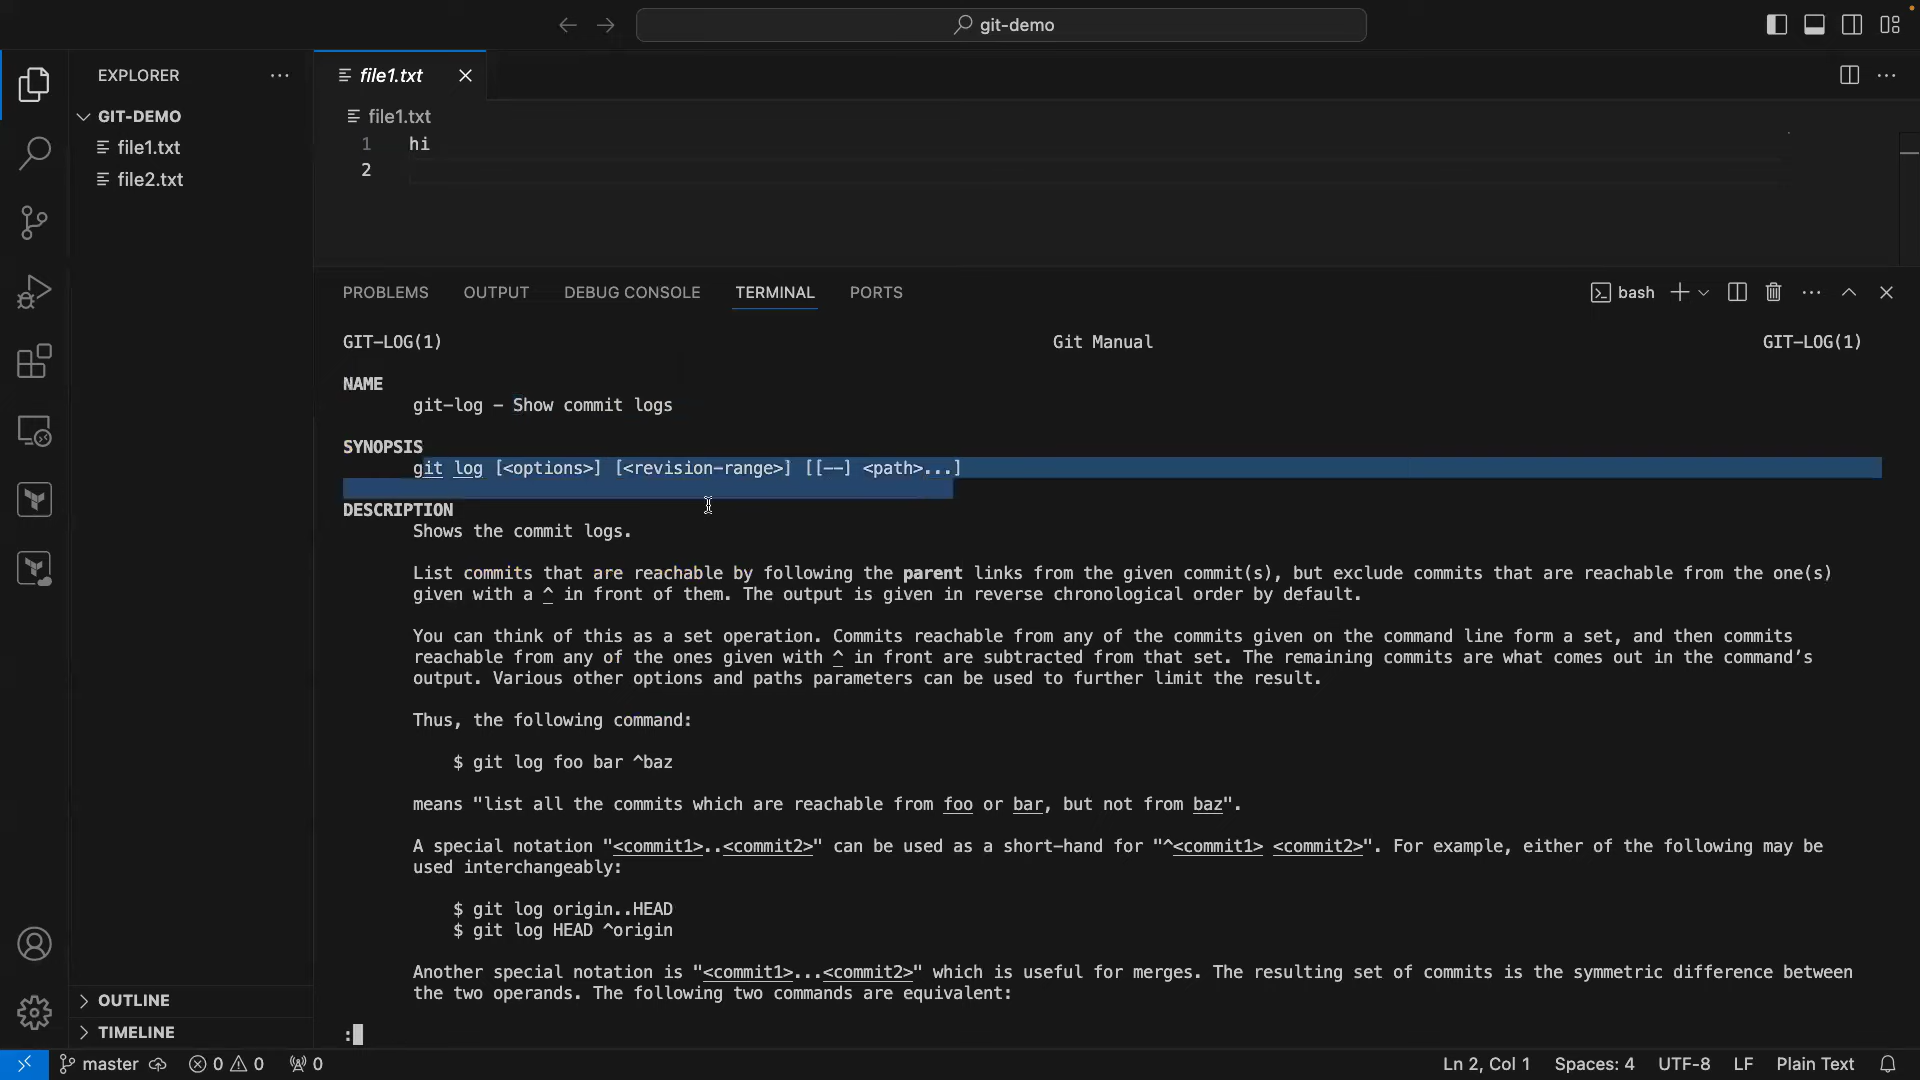 git-demo
EXPLORER
GIT-DEMO
file1.txt
file2.txt
OUTLINE
TIMELINE
file1.txt
file1.txt
1 hi
2
PROBLEMS OUTPUT DEBUG CONSOLE TERMINAL PORTS
bash
GIT-LOG(1) Git Manual GIT-LOG(1)
NAME
git-log - Show commit logs
SYNOPSIS
git log [<options>] [<revision-range>] [[--] <path>...]
DESCRIPTION
Shows the commit logs.
List commits that are reachable by following the parent links from the given commit(s), but exclude commits that are reachable from the one(s)
given with a ^ in front of them. The output is given in reverse chronological order by default.
You can think of this as a set operation. Commits reachable from any of the commits given on the command line form a set, and then commits
reachable from any of the ones given with ^ in front are subtracted from that set. The remaining commits are what comes out in the command's
output. Various other options and paths parameters can be used to further limit the result.
Thus, the following command:
$ git log foo bar ^baz
means "list all the commits which are reachable from foo or bar, but not from baz".
A special notation "<commit1>..<commit2>" can be used as a short-hand for "^<commit1> <commit2>". For example, either of the following may be
used interchangeably:
$ git log origin..HEAD
$ git log HEAD ^origin
Another special notation is "<commit1>...<commit2>" which is useful for merges. The resulting set of commits is the symmetric difference between
the two operands. The following two commands are equivalent:
:
master 0 0 0 Ln 2, Col 1 Spaces: 4 UTF-8 LF Plain Text